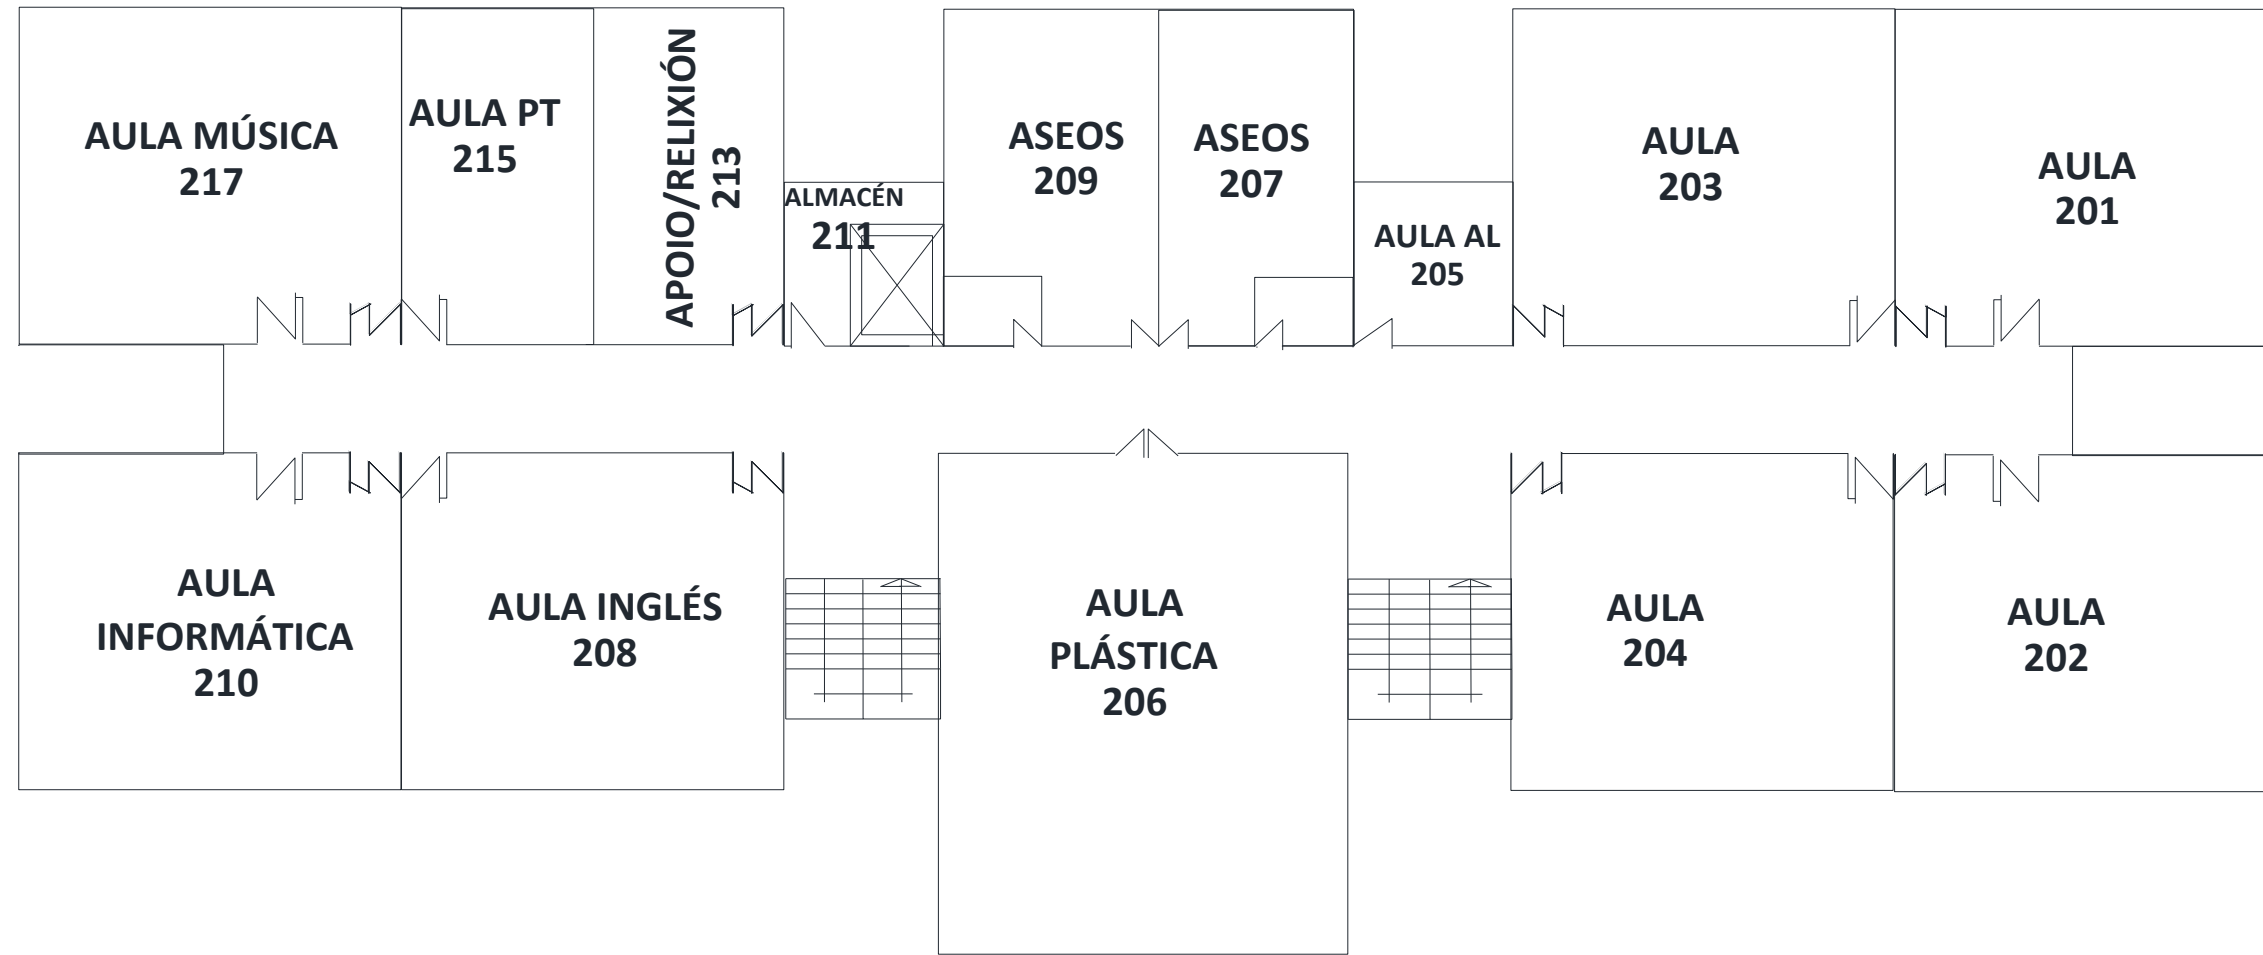 AULA MÚSICA
217
AULA PT
215
APOIO/RELIXIÓN
213
ALMACÉN
211
ASEOS
209
ASEOS
207
AULA AL
205
AULA
203
AULA
201
AULA
INFORMÁTICA
210
AULA INGLÉS
208
AULA
PLÁSTICA
206
AULA
204
AULA
202